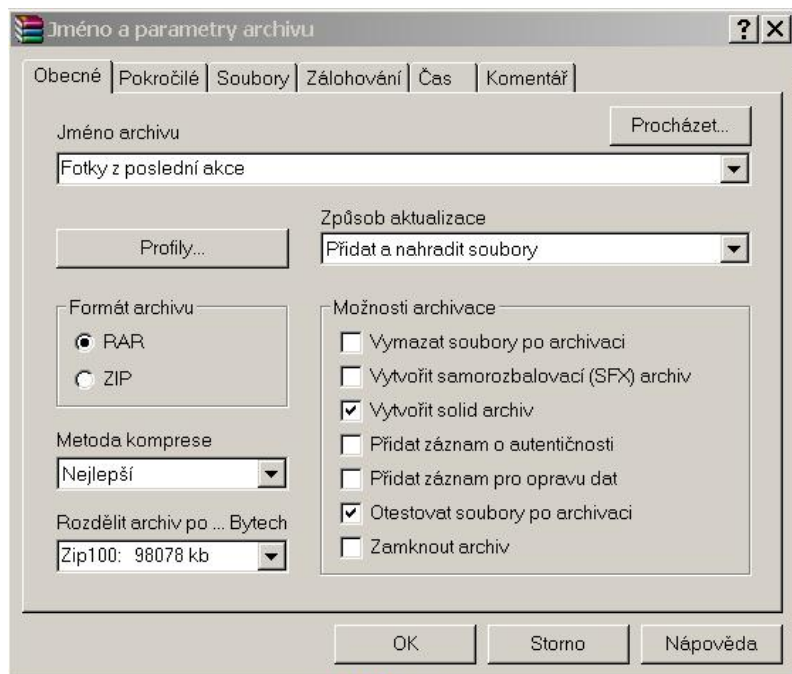 Jméno a parametry archivu
Obecné Pokročilé Soubory Zálohování Čas Komentář
Procházet...
Jméno archivu
Fotky z poslední akce
Způsob aktualizace
Profily...
Přidat a nahradit soubory
Formát archivu
RAR
ZIP
Metoda komprese
Nejlepší
Rozdělit archiv po ... Bytech
Zip100: 98078 kb
Možnosti archivace
Vymazat soubory po archivaci
Vytvořit samorozbalovací (SFX) archiv
Vytvořit solid archiv
Přidat záznam o autentičnosti
Přidat záznam pro opravu dat
Otestovat soubory po archivaci
Zamknout archiv
OK Storno Nápověda